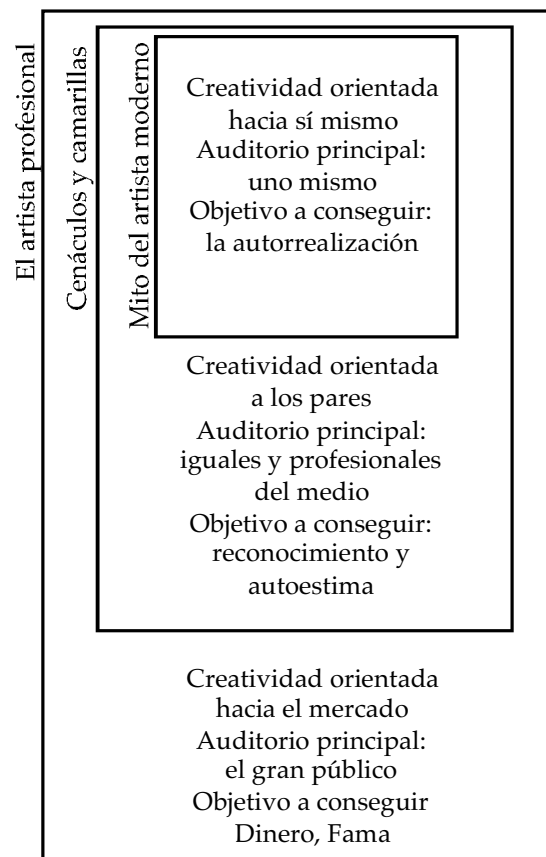 El artista profesional
Cenáculos y camarillas
Mito del artista moderno
Creatividad orientada
hacia sí mismo
Auditorio principal:
uno mismo
Objetivo a conseguir:
la autorrealización
Creatividad orientada
a los pares
Auditorio principal:
iguales y profesionales
del medio
Objetivo a conseguir:
reconocimiento y
autoestima
Creatividad orientada
hacia el mercado
Auditorio principal:
el gran público
Objetivo a conseguir
Dinero, Fama